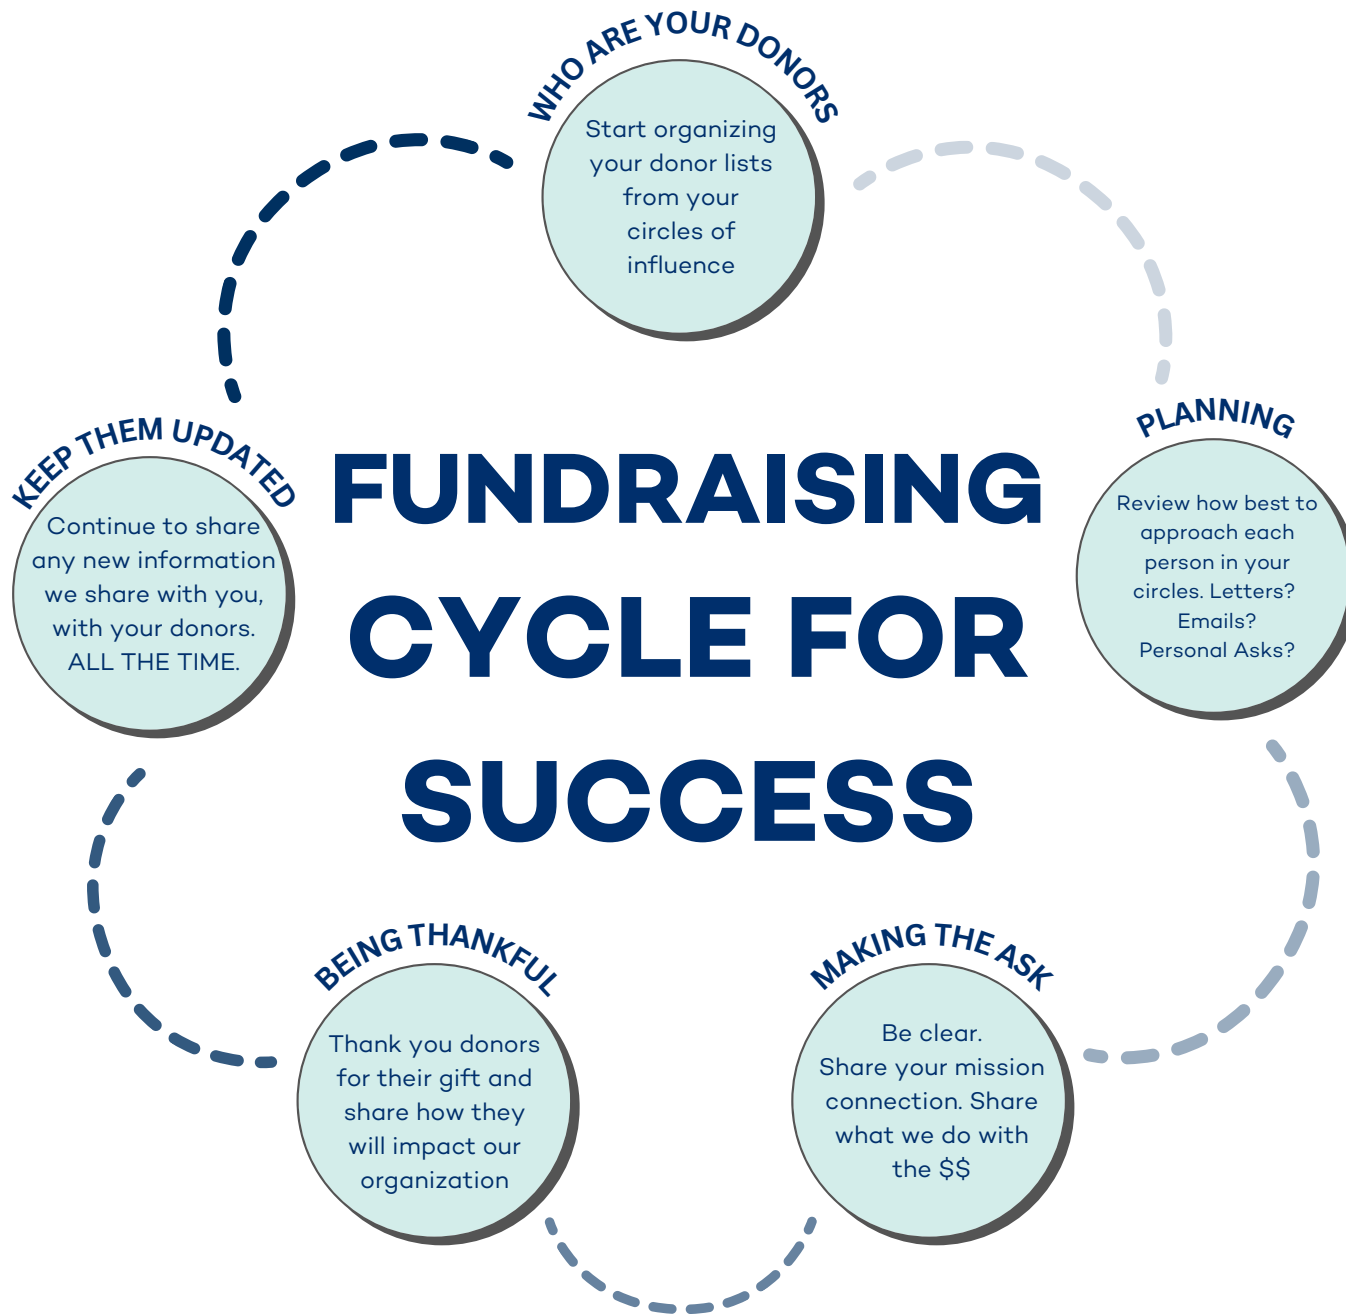 WHO ARE YOUR DONORS
Start organizing
your donor lists
from your
circles of
influence
PLANNING
Review how best to
approach each
person in your
circles. Letters?
Emails?
Personal Asks?
MAKING THE ASK
Be clear.
Share your mission
connection. Share
what we do with
the $$
BEING THANKFUL
Thank you donors
for their gift and
share how they
will impact our
organization
KEEP THEM UPDATED
Continue to share
any new information
we share with you,
with your donors.
ALL THE TIME.
FUNDRAISING
CYCLE FOR
SUCCESS